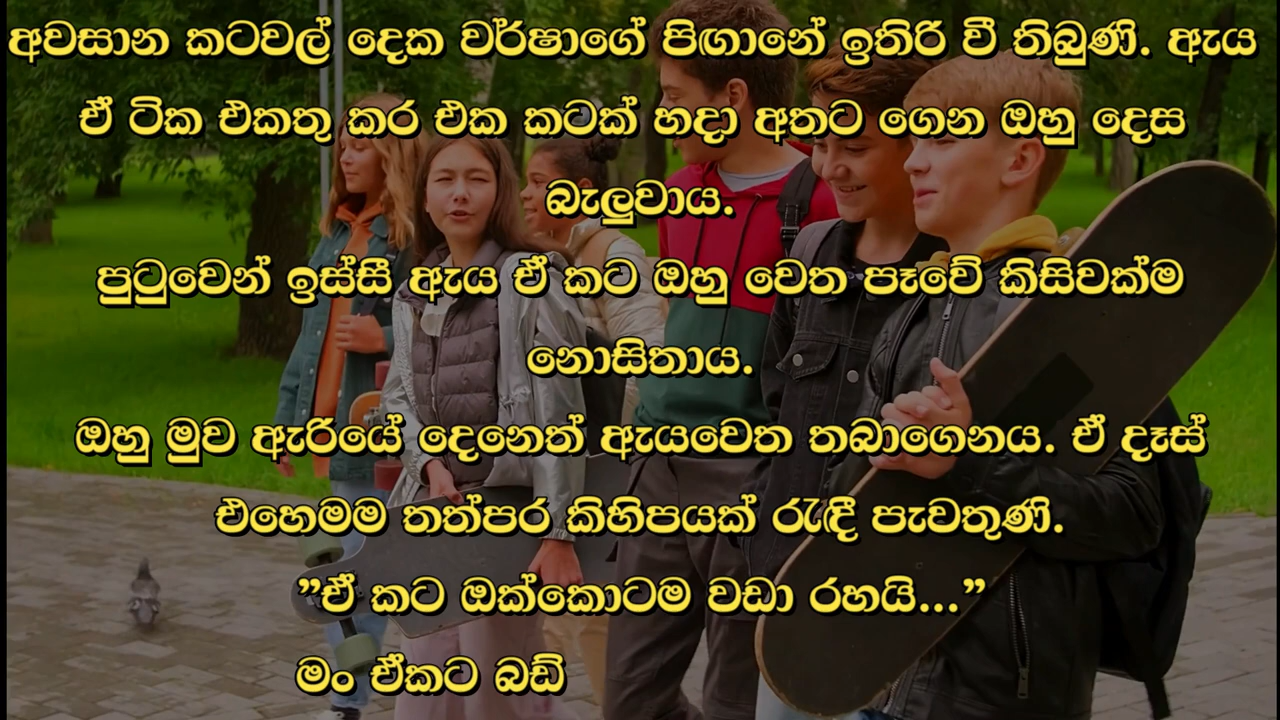 අවසාන කටවල් දෙක වර්ෂාගේ පිඟානේ ඉතිරි වී තිබුණි. ඇය
ඒ ටික එකතු කර එක කටක් හදා අතට ගෙන ඔහු දෙස
බැලුවාය.
පුටුවෙන් ඉස්සී ඇය ඒ කට ඔහු වෙත පෑවේ කිසිවක්ම
නොසිතාය.
ඔහු මුව ඇරියේ දෙනෙත් ඇයවෙත තබාගෙනය. ඒ දෑස්
එහෙමම තත්පර කිහිපයක් රැඳී පැවතුණි.
”ඒ කට ඔක්කොටම වඩා රහයි...”
මං ඒකට බඩ්